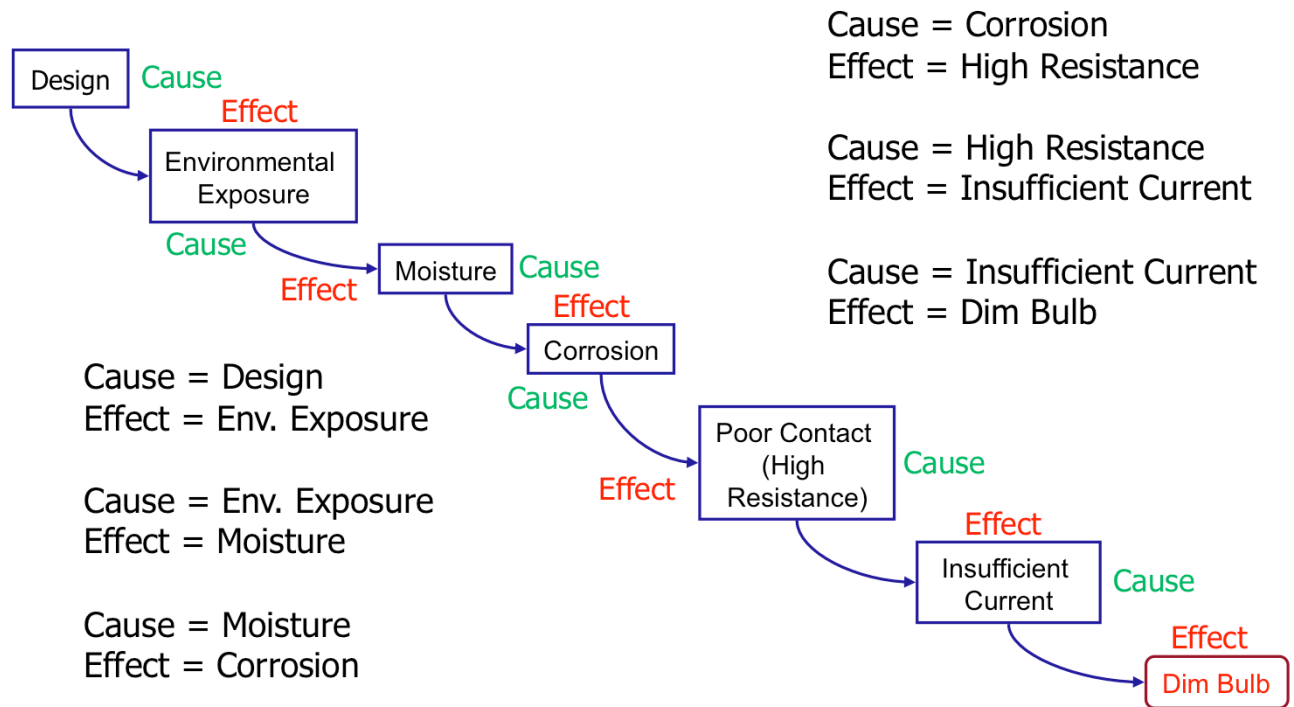 Design
Cause
Effect
Environmental
Exposure
Cause
Effect
Moisture
Cause
Effect
Corrosion
Cause
Effect
Poor Contact
(High
Resistance)
Cause
Effect
Insufficient
Current
Cause
Effect
Dim Bulb
Cause = Design
Effect = Env. Exposure
Cause = Env. Exposure
Effect = Moisture
Cause = Moisture
Effect = Corrosion
Cause = Corrosion
Effect = High Resistance
Cause = High Resistance
Effect = Insufficient Current
Cause = Insufficient Current
Effect = Dim Bulb